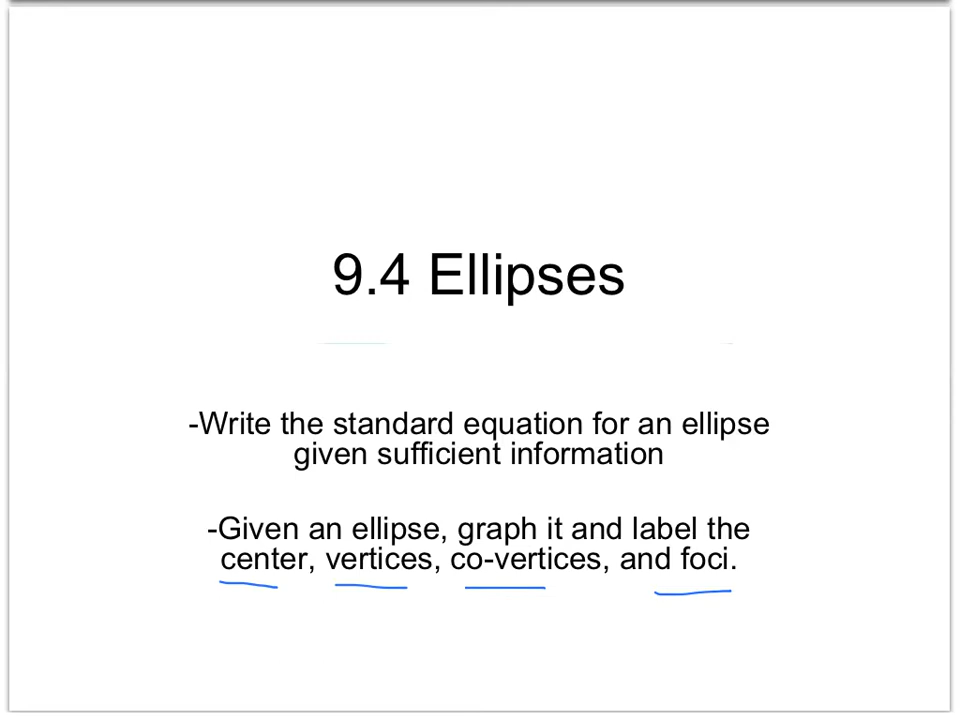 9.4 Ellipses
-Write the standard equation for an ellipse
given sufficient information
-Given an ellipse, graph it and label the
center, vertices, co-vertices, and foci.